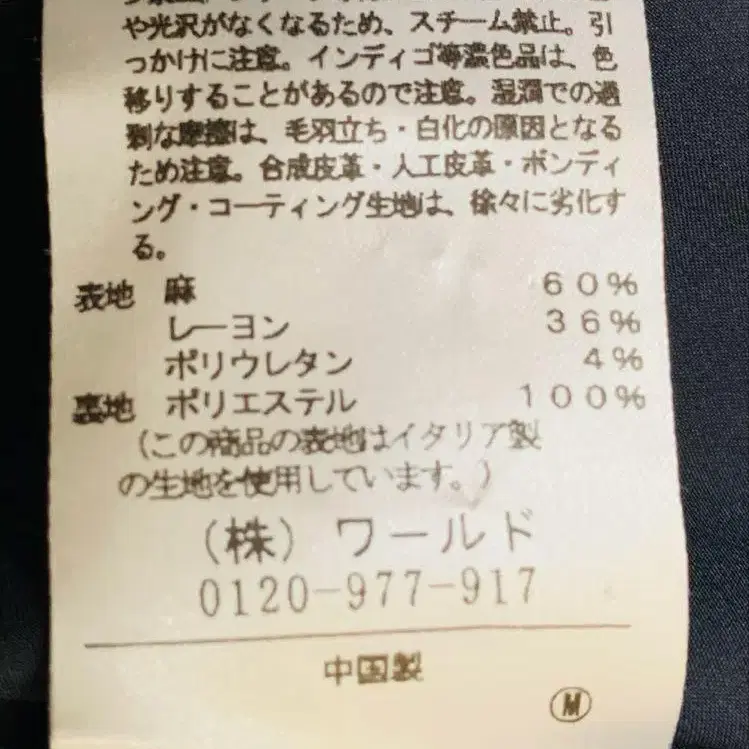 や光沢がなくなるため、スチーム禁止。引
っかけに注意。インディゴ等濃色品は、色
移りすることがあるので注意。湿潤での過
剰な摩擦は、毛羽立ち・白化の原因となる
ため注意。合成皮革・人工皮革・ボンディ
ング・コーティング生地は、徐々に劣化す
る。
表地 麻 60%
レーヨン 36%
ポリウレタン 4%
裏地 ポリエステル 100%
(この商品の表地はイタリア製
の生地を使用しています。)
(株) ワールド
0120-977-917
中国製
M